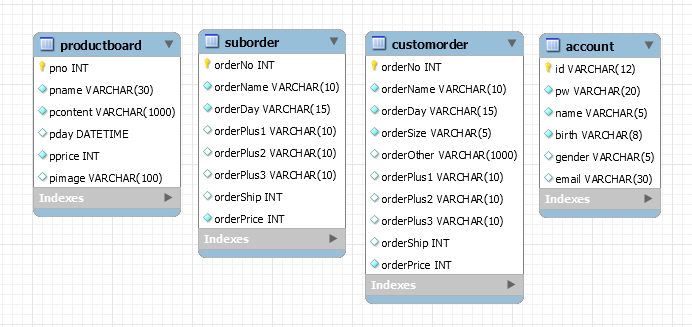 productboard
pno INT
pname VARCHAR(30)
pcontent VARCHAR(1000)
pday DATETIME
pprice INT
pimage VARCHAR(100)
Indexes
suborder
orderNo INT
orderName VARCHAR(10)
orderDay VARCHAR(15)
orderPlus1 VARCHAR(10)
orderPlus2 VARCHAR(10)
orderPlus3 VARCHAR(10)
orderShip INT
orderPrice INT
Indexes
customorder
orderNo INT
orderName VARCHAR(10)
orderDay VARCHAR(15)
orderSize VARCHAR(5)
orderOther VARCHAR(1000)
orderPlus1 VARCHAR(10)
orderPlus2 VARCHAR(10)
orderPlus3 VARCHAR(10)
orderShip INT
orderPrice INT
Indexes
account
id VARCHAR(12)
pw VARCHAR(20)
name VARCHAR(5)
birth VARCHAR(8)
gender VARCHAR(5)
email VARCHAR(30)
Indexes